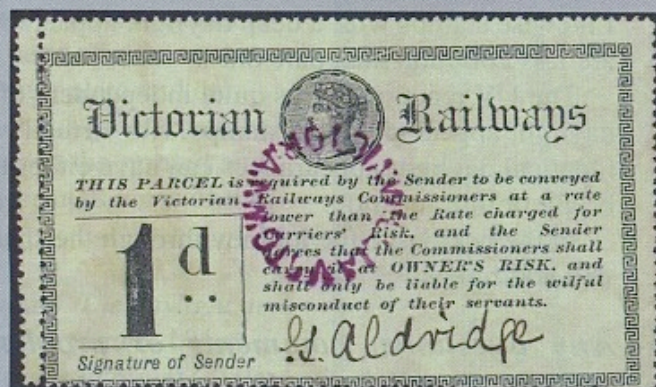 Victorian Railways
THIS PARCEL is required by the Sender to be conveyed
by the Victorian Railways Commissioners at a rate
lower than the Rate charged for
Carriers' Risk, and the Sender
agrees that the Commissioners shall
carry it at OWNER'S RISK, and
shall only be liable for the wilful
misconduct of their servants.
1d
Signature of Sender G. Aldridge